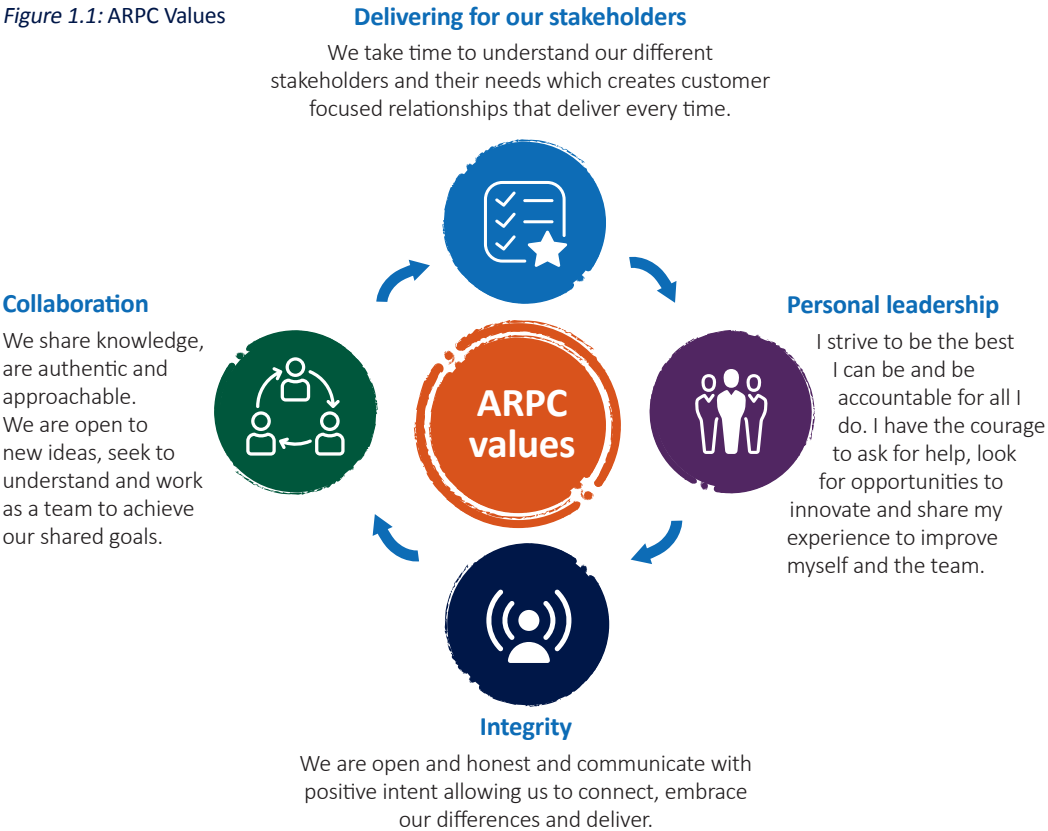 Figure 1.1: ARPC Values
Delivering for our stakeholders
We take time to understand our different
stakeholders and their needs which creates customer
focused relationships that deliver every time.
Collaboration
We share knowledge,
are authentic and
approachable.
We are open to
new ideas, seek to
understand and work
as a team to achieve
our shared goals.
ARPC
values
Personal leadership
I strive to be the best
I can be and be
accountable for all I
do. I have the courage
to ask for help, look
for opportunities to
innovate and share my
experience to improve
myself and the team.
Integrity
We are open and honest and communicate with
positive intent allowing us to connect, embrace
our differences and deliver.